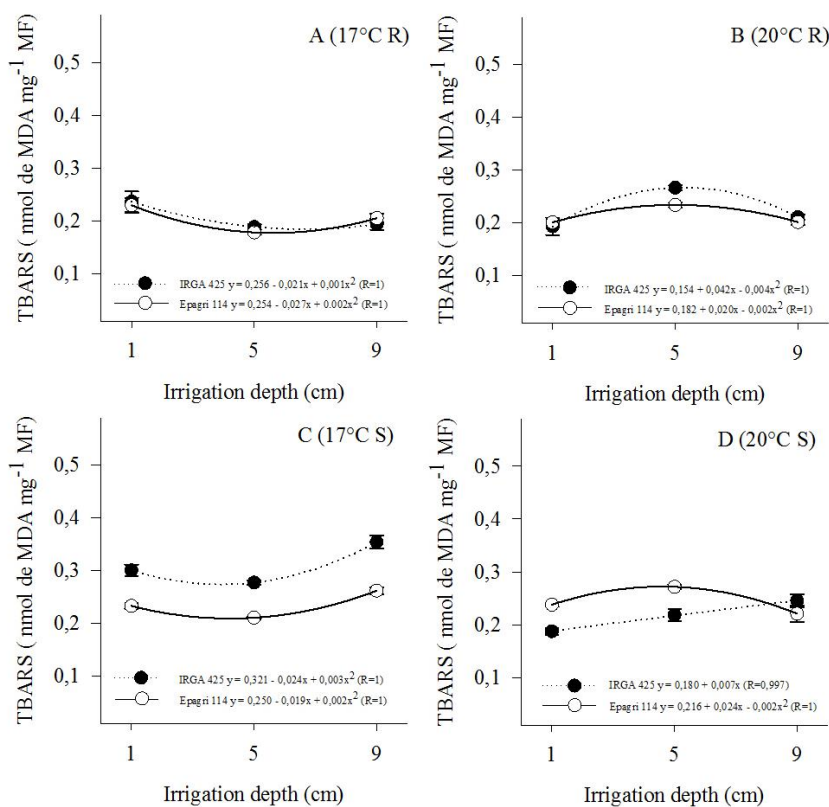 A (17°C R)
TBARS ( nmol de MDA mg⁻¹ MF)
0,5
0,4
0,3
0,2
0,1
IRGA 425 y = 0,256 - 0,021x + 0,001x² (R=1)
Epagri 114 y = 0,254 - 0,027x + 0.002x² (R=1)
1 5 9
Irrigation depth (cm)
B (20°C R)
TBARS ( nmol de MDA mg⁻¹ MF)
0,5
0,4
0,3
0,2
0,1
IRGA 425 y = 0,154 + 0,042x - 0,004x² (R=1)
Epagri 114 y = 0,182 + 0,020x - 0,002x² (R=1)
1 5 9
Irrigation depth (cm)
C (17°C S)
TBARS ( nmol de MDA mg⁻¹ MF)
0,5
0,4
0,3
0,2
0,1
IRGA 425 y = 0,321 - 0,024x + 0,003x² (R=1)
Epagri 114 y = 0,250 - 0,019x + 0,002x² (R=1)
1 5 9
Irrigation depth (cm)
D (20°C S)
TBARS ( nmol de MDA mg⁻¹ MF)
0,5
0,4
0,3
0,2
0,1
IRGA 425 y = 0,180 + 0,007x (R=0,997)
Epagri 114 y = 0,216 + 0,024x - 0,002x² (R=1)
1 5 9
Irrigation depth (cm)